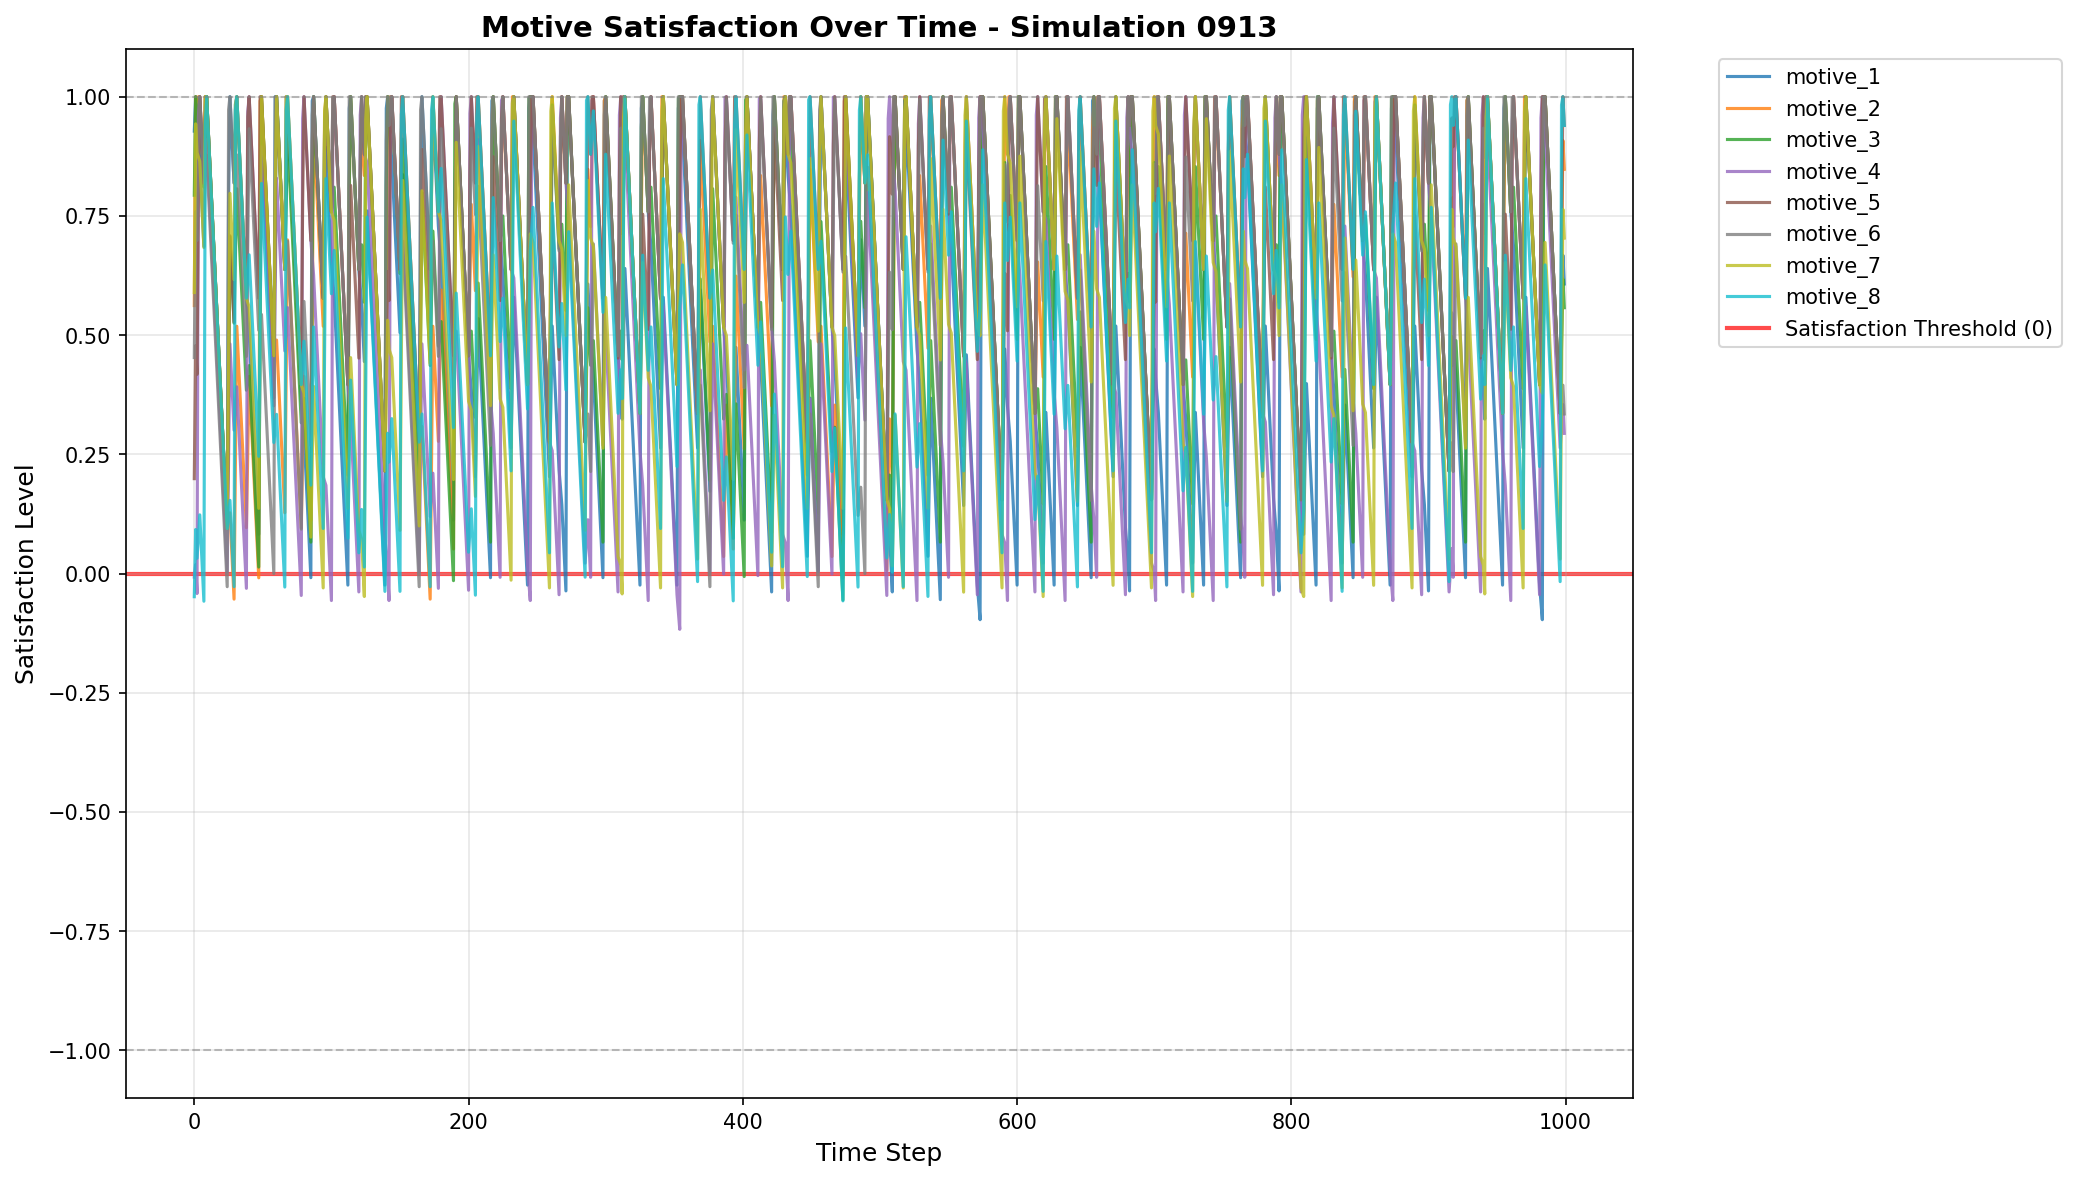 Motive Satisfaction Over Time - Simulation 0913
Satisfaction Level
1.00
0.75
0.50
0.25
0.00
−0.25
−0.50
−0.75
−1.00
0
200
400
600
800
1000
Time Step
motive_1
motive_2
motive_3
motive_4
motive_5
motive_6
motive_7
motive_8
Satisfaction Threshold (0)